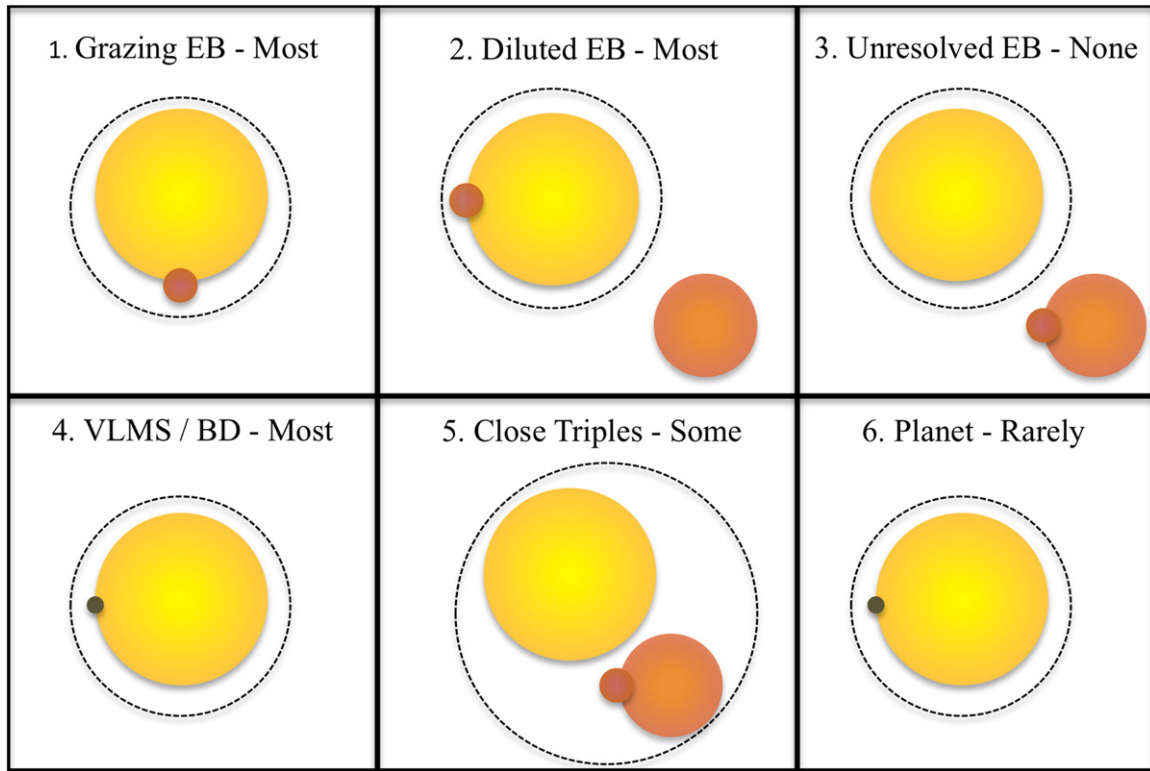 1. Grazing EB - Most
2. Diluted EB - Most
3. Unresolved EB - None
4. VLMS / BD - Most
5. Close Triples - Some
6. Planet - Rarely